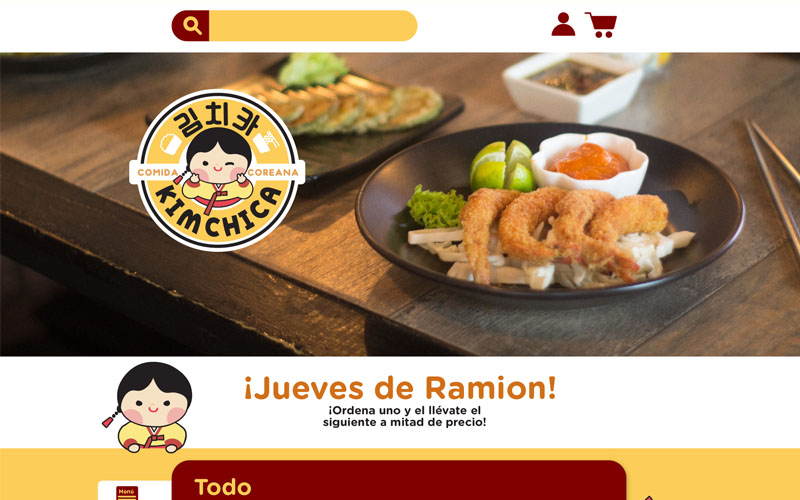 김치카
COMIDA COREANA
KIMCHICA
¡Jueves de Ramion!
¡Ordena uno y el llévate el
siguiente a mitad de precio!
Menú
Todo